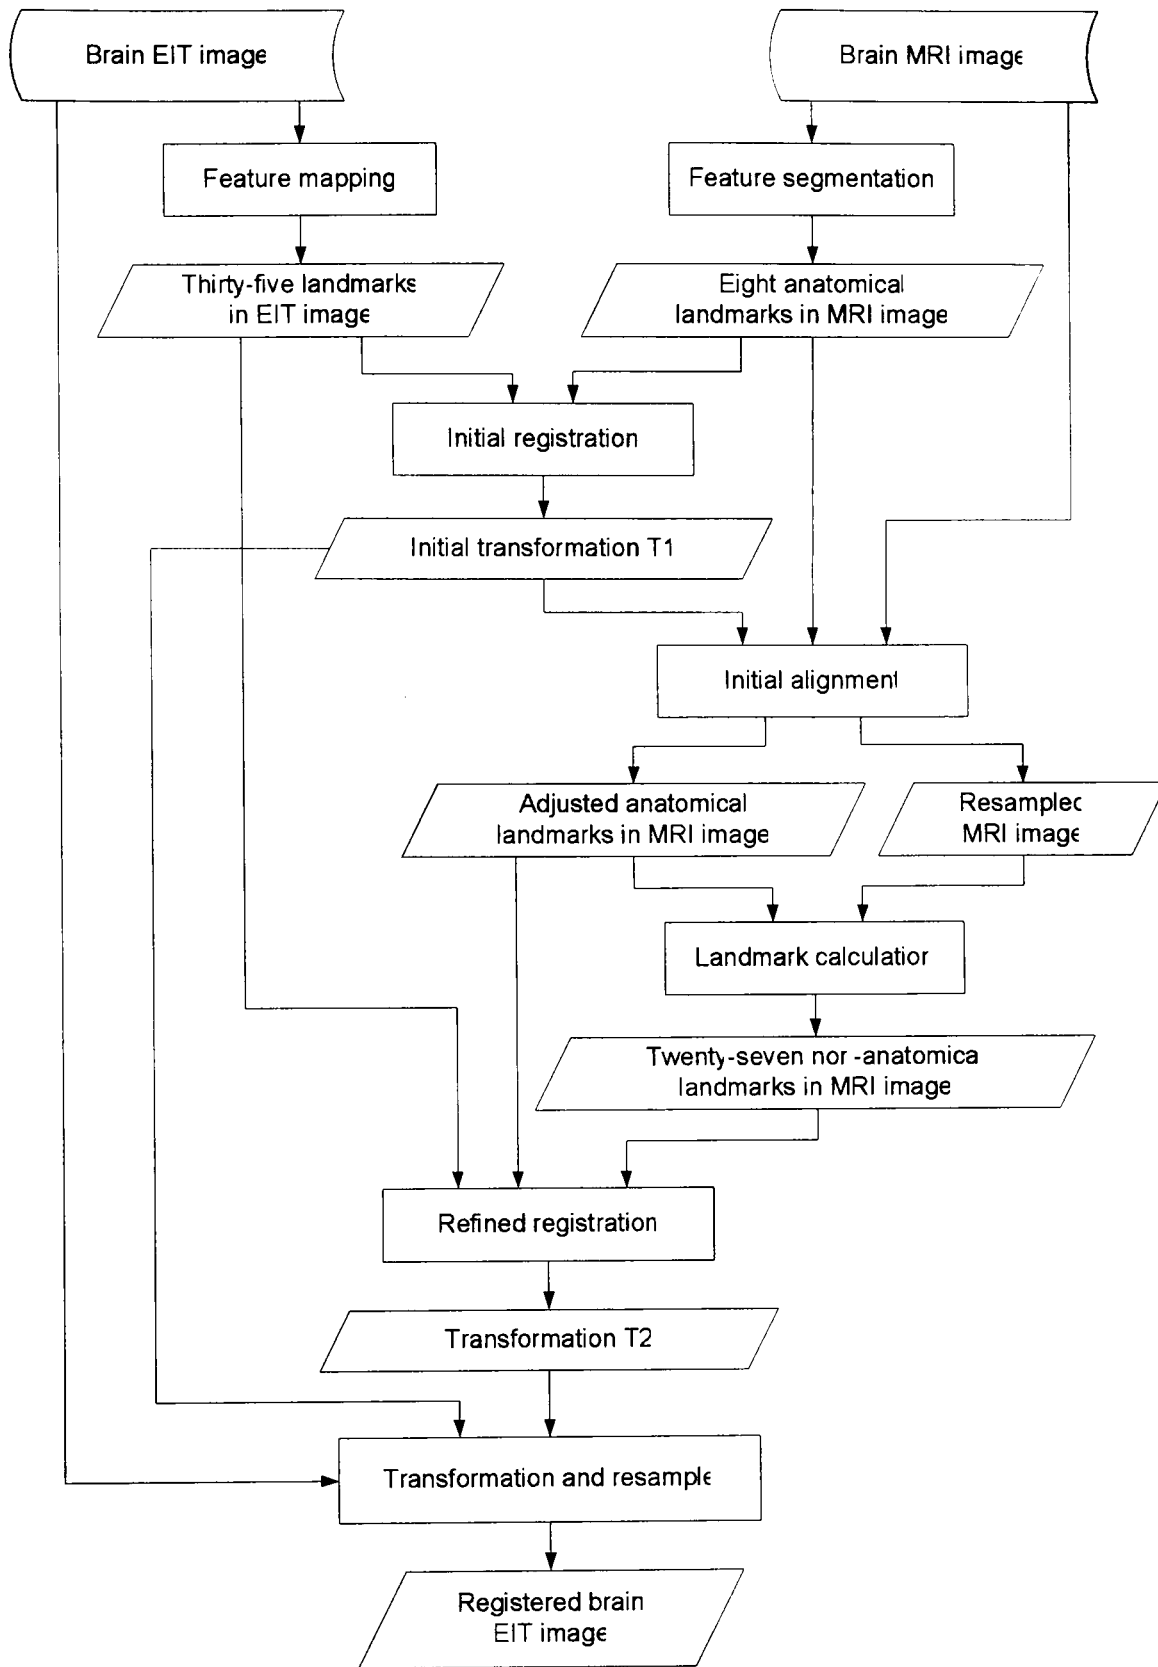 Brain EIT image
Brain MRI image
Feature mapping
Feature segmentation
Thirty-five landmarks
in EIT image
Eight anatomical
landmarks in MRI image
Initial registration
Initial transformation T1
Initial alignment
Adjusted anatomical
landmarks in MRI image
Resampled
MRI image
Landmark calculation
Twenty-seven non-anatomical
landmarks in MRI image
Refined registration
Transformation T2
Transformation and resample
Registered brain
EIT image